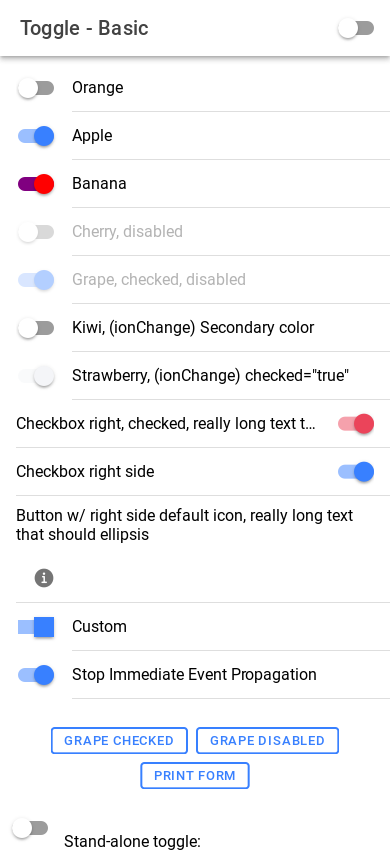 Toggle - Basic
Orange
Apple
Banana
Cherry, disabled
Grape, checked, disabled
Kiwi, (ionChange) Secondary color
Strawberry, (ionChange) checked="true"
Checkbox right, checked, really long text t...
Checkbox right side
Button w/ right side default icon, really long text
that should ellipsis
Custom
Stop Immediate Event Propagation
GRAPE CHECKED
GRAPE DISABLED
PRINT FORM
Stand-alone toggle: